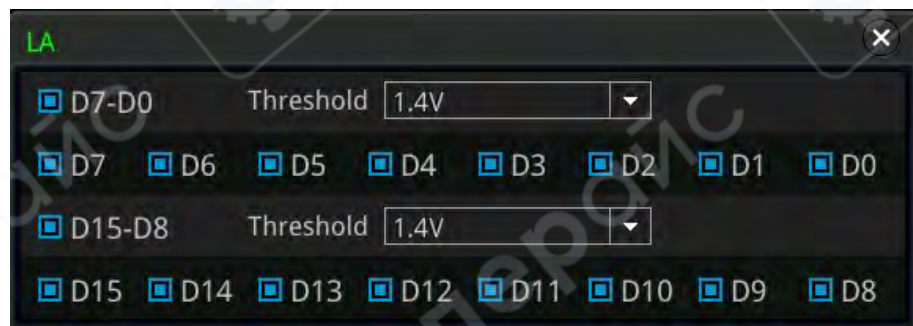 LA
D7-D0 Threshold 1.4V
D7 D6 D5 D4 D3 D2 D1 D0
D15-D8 Threshold 1.4V
D15 D14 D13 D12 D11 D10 D9 D8